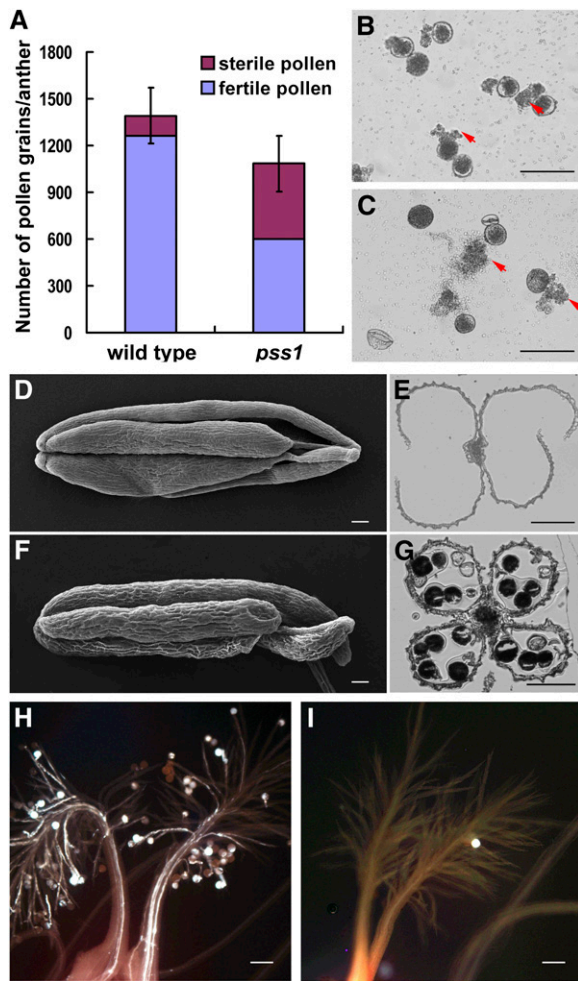 A
Number of pollen grains/anther
1800
1500
1200
900
600
300
0
sterile pollen
fertile pollen
wild type
pss1
B
C
D
E
F
G
H
I